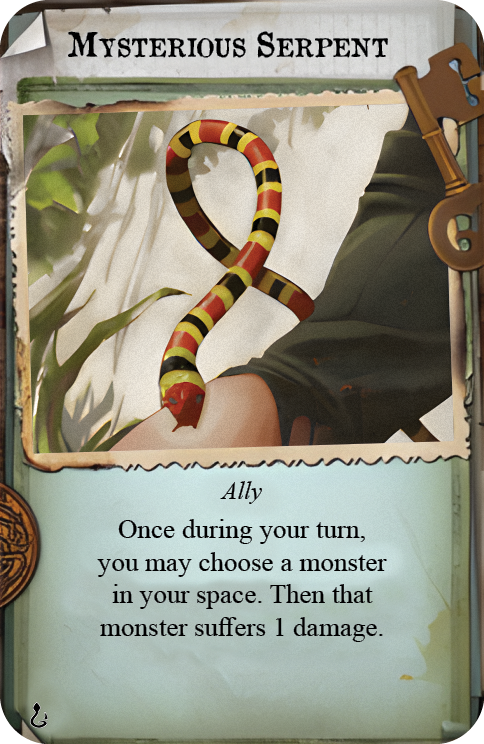 Mysterious Serpent
Ally
Once during your turn,
you may choose a monster
in your space. Then that
monster suffers 1 damage.